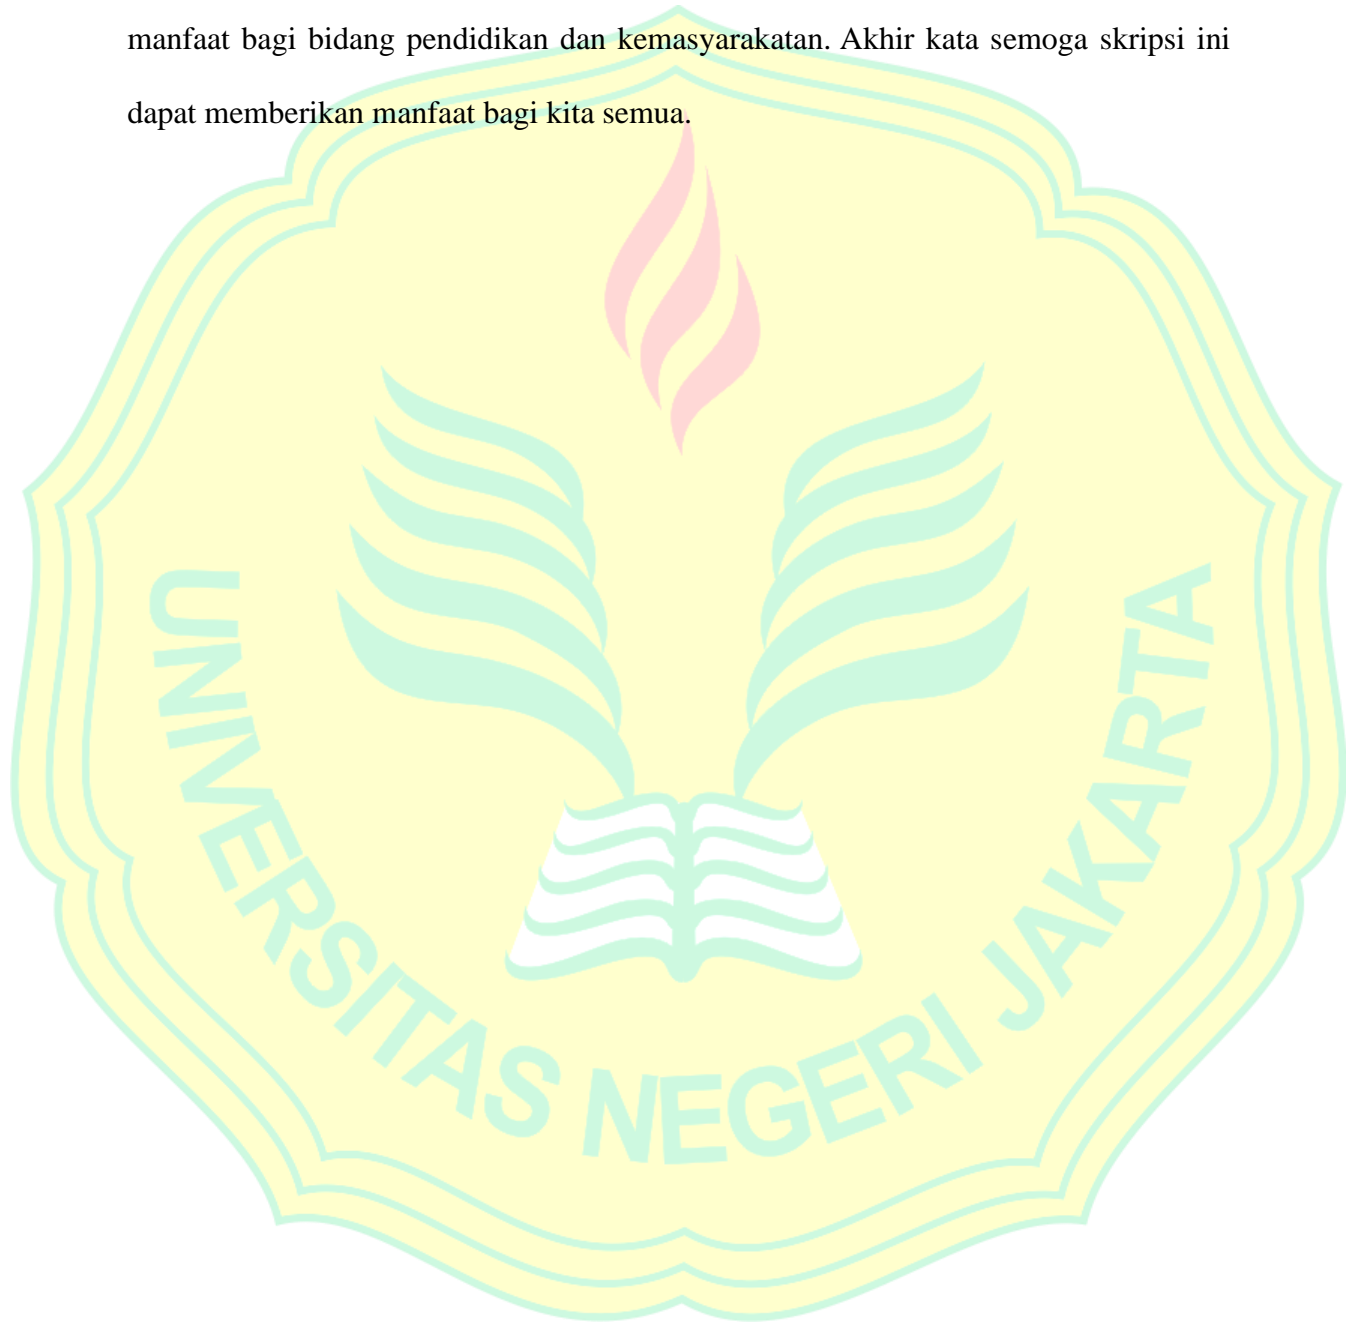 manfaat bagi bidang pendidikan dan kemasyarakatan. Akhir kata semoga skripsi ini
dapat memberikan manfaat bagi kita semua.
UNIVERSITAS NEGERI JAKARTA